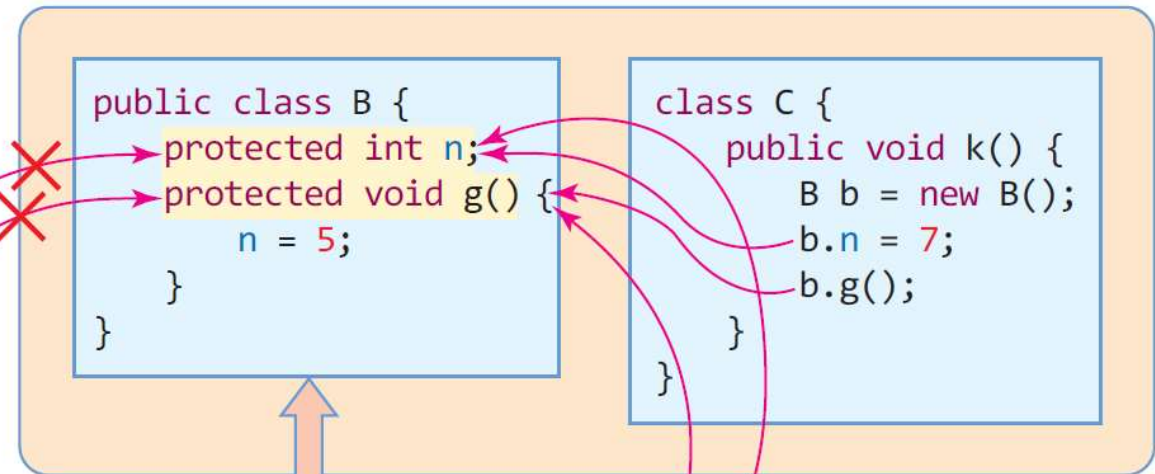 public class B {
protected int n;
protected void g() {
n = 5;
}
}
class C {
public void k() {
B b = new B();
b.n = 7;
b.g();
}
}